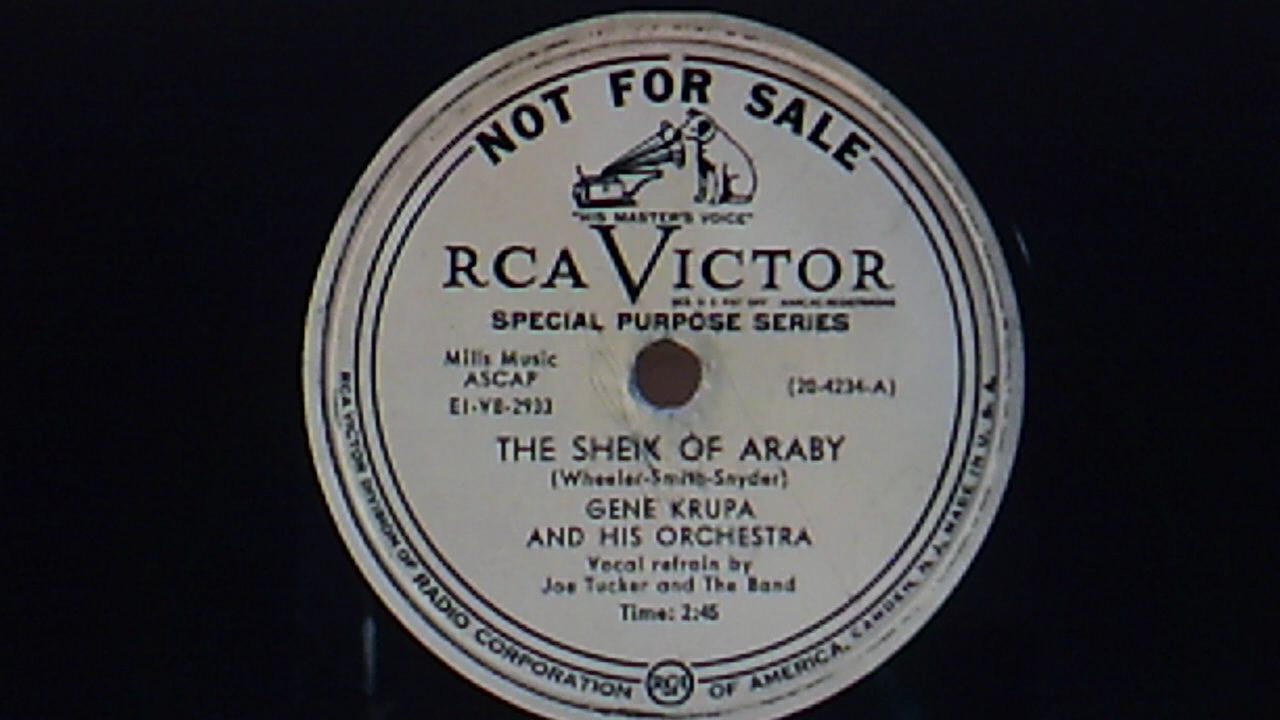 NOT FOR SALE
"HIS MASTER'S VOICE"
RCA VICTOR
SPECIAL PURPOSE SERIES
Mills Music
ASCAP
E1-VB-2933
(20-4234-A)
THE SHEIK OF ARABY
(Wheeler-Smith-Snyder)
GENE KRUPA
AND HIS ORCHESTRA
Vocal refrain by
Joe Tucker and The Band
Time: 2:45
RCA VICTOR DIVISION OF RADIO CORPORATION RCA OF AMERICA, CAMDEN, N. J. MADE IN U. S. A.